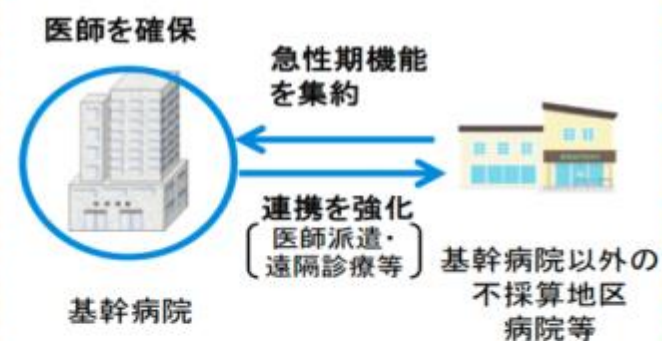 医師を確保
急性期機能
を集約
連携を強化
医師派遣・
遠隔診療等
基幹病院
基幹病院以外の
不採算地区
病院等